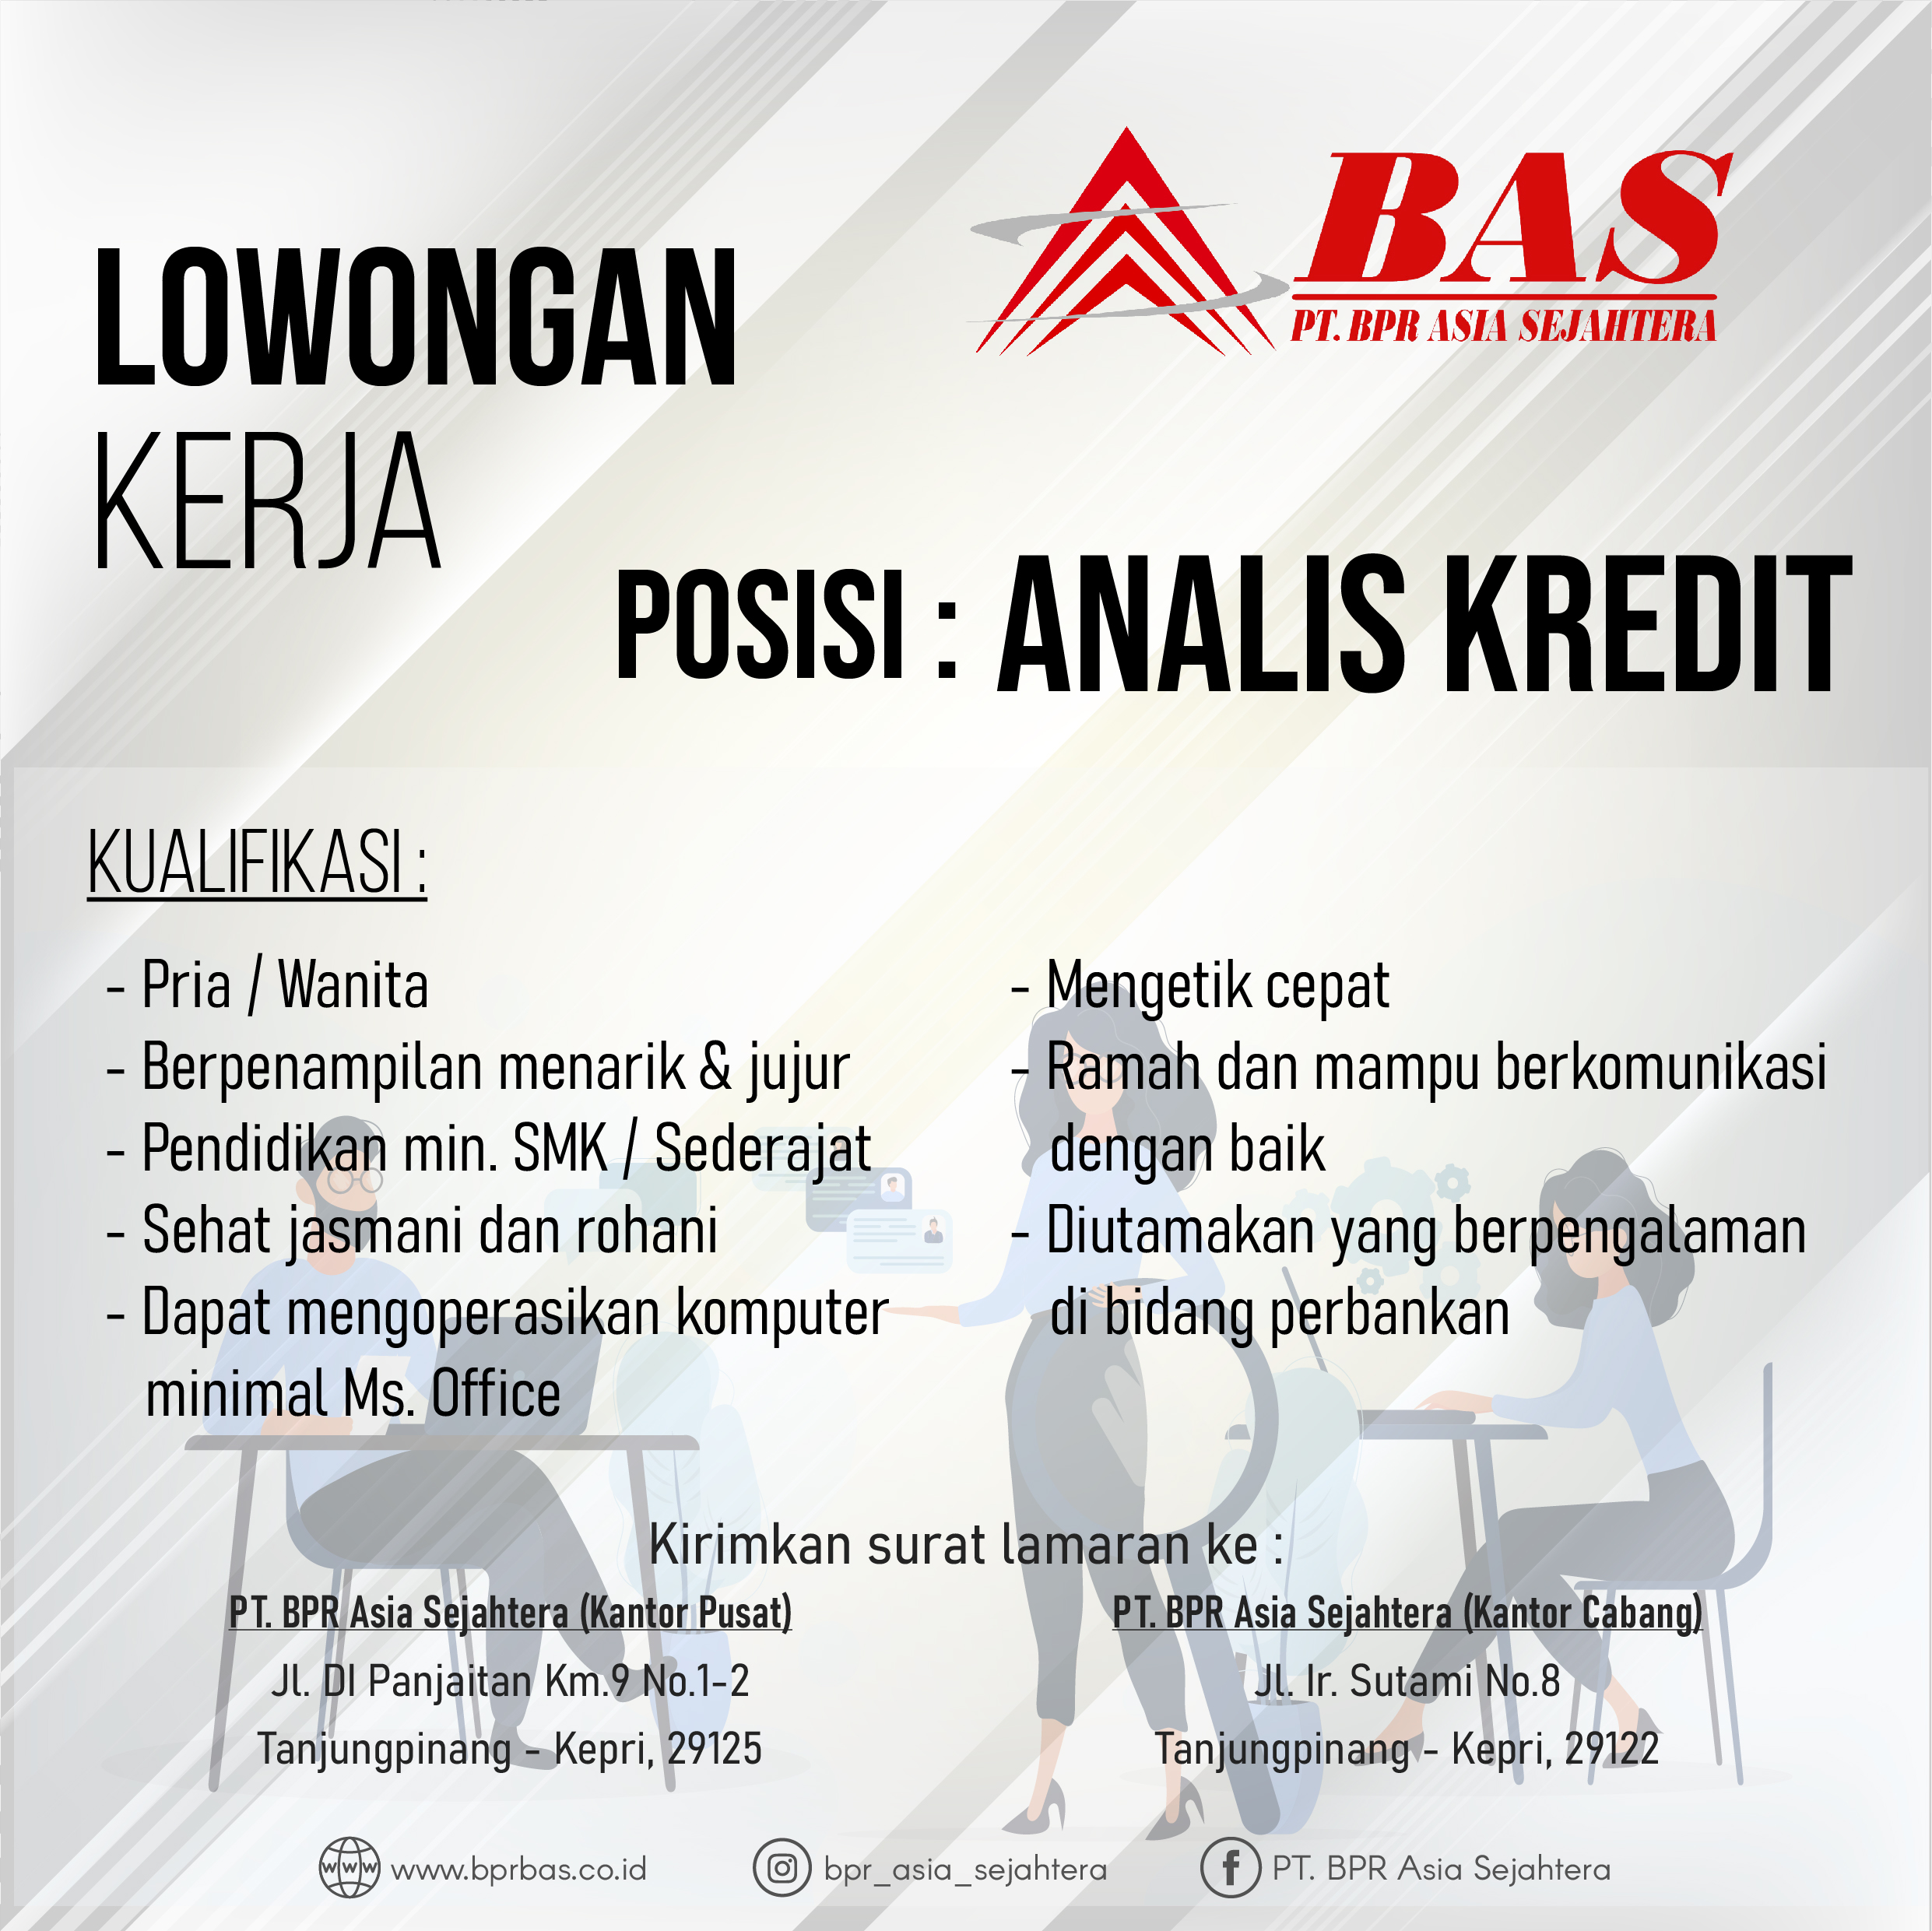 LOWONGAN
KERJA
BAS
PT. BPR ASIA SEJAHTERA
POSISI : ANALIS KREDIT
KUALIFIKASI :
- Pria / Wanita
- Berpenampilan menarik & jujur
- Pendidikan min. SMK / Sederajat
- Sehat jasmani dan rohani
- Dapat mengoperasikan komputer
minimal Ms. Office
- Mengetik cepat
- Ramah dan mampu berkomunikasi
dengan baik
- Diutamakan yang berpengalaman
di bidang perbankan
Kirimkan surat lamaran ke :
PT. BPR Asia Sejahtera (Kantor Pusat)
Jl. DI Panjaitan Km.9 No.1-2
Tanjungpinang - Kepri, 29125
PT. BPR Asia Sejahtera (Kantor Cabang)
Jl. Ir. Sutami No.8
Tanjungpinang - Kepri, 29122
WWW www.bprbas.co.id
bpr_asia_sejahtera
PT. BPR Asia Sejahtera